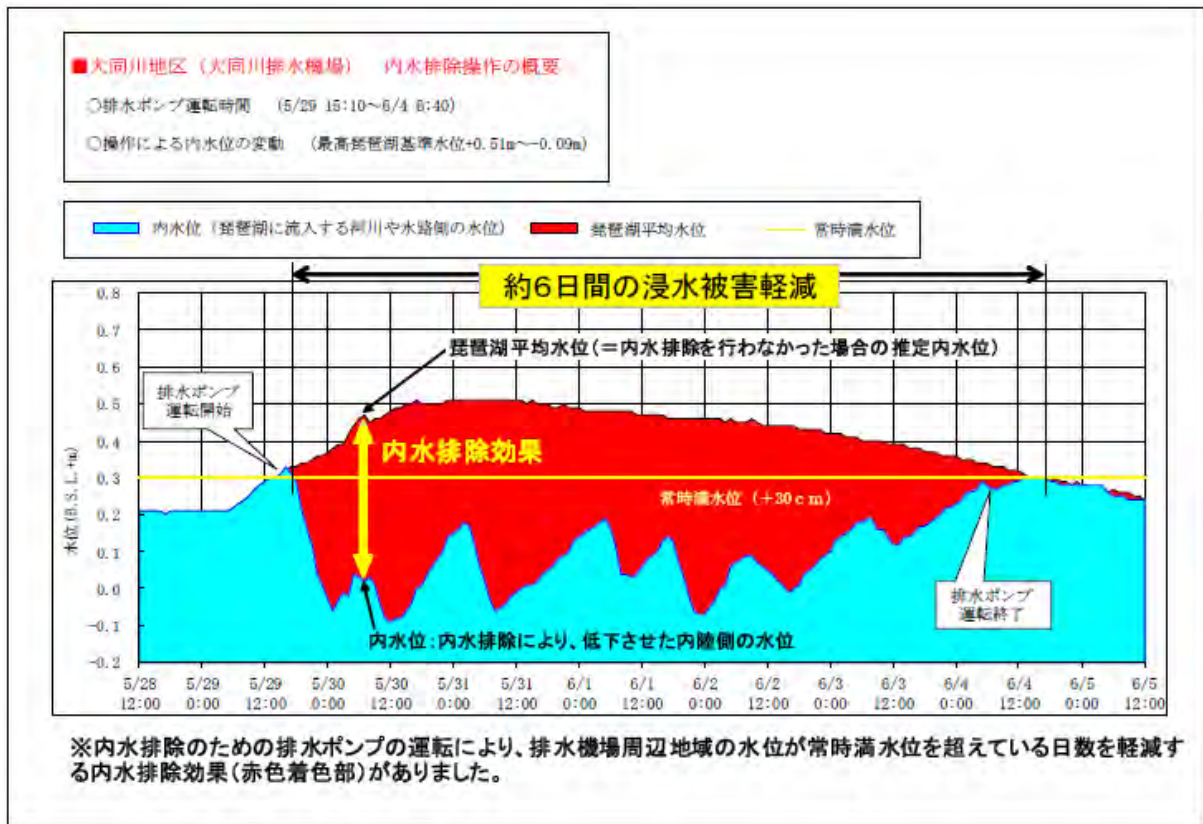 ■大同川地区（大同川排水機場）　内水排除操作の概要
○排水ポンプ運転時間　(5/29 15:10～6/4 6:40)
○操作による内水位の変動　(最高琵琶湖基準水位+0.51m～-0.09m)
内水位（琵琶湖に流入する河川や水路側の水位）　琵琶湖平均水位　常時満水位
約6日間の浸水被害軽減
水位(B.S.L.+m)
0.8
0.7
0.6
0.5
0.4
0.3
0.2
0.1
0.0
-0.1
-0.2
琵琶湖平均水位(=内水排除を行わなかった場合の推定内水位)
排水ポンプ
運転開始
内水排除効果
常時満水位（+30cm）
排水ポンプ
運転終了
内水位:内水排除により、低下させた内陸側の水位
5/28 5/29 5/29 5/30 5/30 5/31 5/31 6/1 6/1 6/2 6/2 6/3 6/3 6/4 6/4 6/5 6/5
12:00 0:00 12:00 0:00 12:00 0:00 12:00 0:00 12:00 0:00 12:00 0:00 12:00 0:00 12:00 0:00 12:00
※内水排除のための排水ポンプの運転により、排水機場周辺地域の水位が常時満水位を超えている日数を軽減す
る内水排除効果(赤色着色部)がありました。